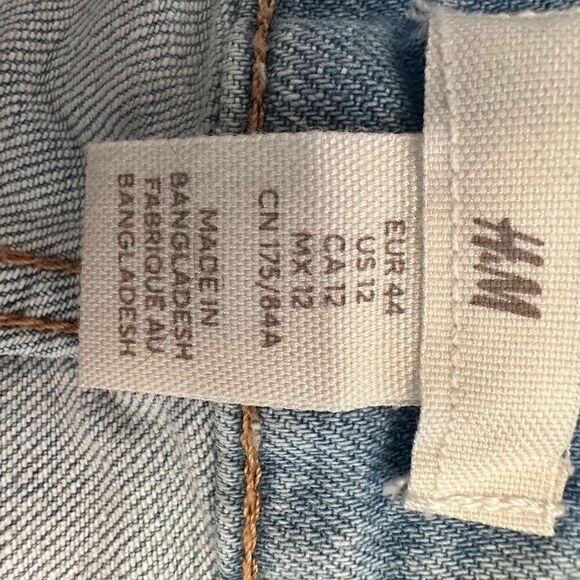 H&M
EUR 44
US 12
CA 12
MX 12
CN 175/84A
MADE IN
BANGLADESH
FABRIQUE AU
BANGLADESH